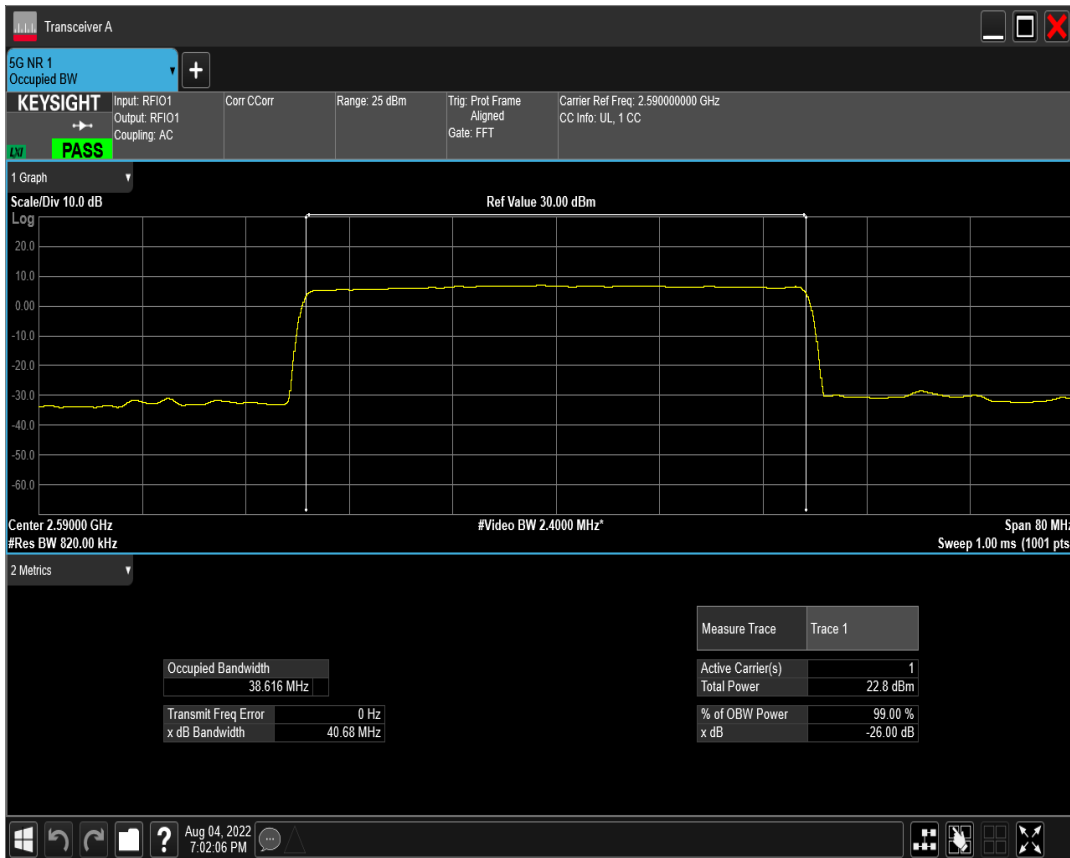 Transceiver A
5G NR 1
Occupied BW
+
KEYSIGHT
LXI
PASS
Input: RFIO1
Output: RFIO1
Coupling: AC
Corr CCorr
Range: 25 dBm
Trig: Prot Frame
Aligned
Gate: FFT
Carrier Ref Freq: 2.590000000 GHz
CC Info: UL, 1 CC
1 Graph
Scale/Div 10.0 dB
Ref Value 30.00 dBm
Log
20.0
10.0
0.00
-10.0
-20.0
-30.0
-40.0
-50.0
-60.0
Center 2.59000 GHz
#Video BW 2.4000 MHz*
Span 80 MHz
#Res BW 820.00 kHz
Sweep 1.00 ms (1001 pts
2 Metrics
Measure Trace Trace 1
Occupied Bandwidth
38.616 MHz
Active Carrier(s) 1
Total Power 22.8 dBm
Transmit Freq Error 0 Hz
x dB Bandwidth 40.68 MHz
% of OBW Power 99.00 %
x dB -26.00 dB
?
Aug 04, 2022
7:02:06 PM